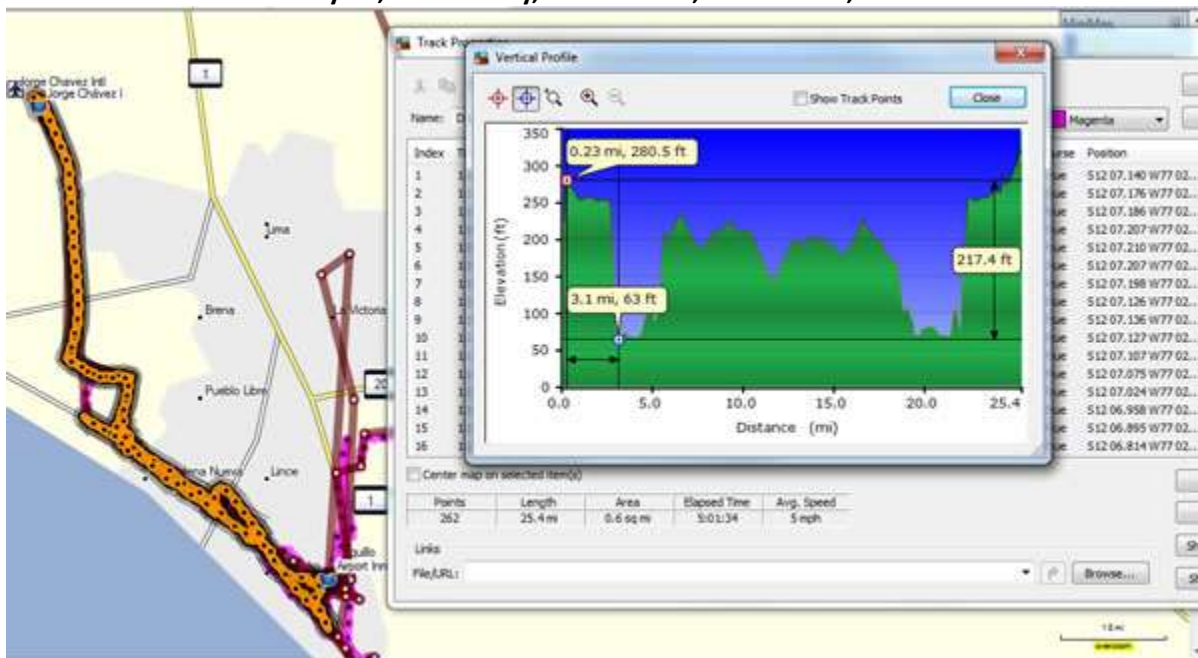 Jorge Chavez Intl
Jorge Chávez I
1
Lima
Brena
La Victoria
20
Pueblo Libre
Lince
1
Airport Inn
Track
Vertical Profile
Show Track Points
Close
Name:
Magenta
350
300
250
200
150
100
50
0
Elevation (ft)
0.23 mi, 280.5 ft
217.4 ft
3.1 mi, 63 ft
0.0 5.0 10.0 15.0 20.0 25.4
Distance (mi)
Index
Position
1 S12 07.140 W77 02...
2 S12 07.176 W77 02...
3 S12 07.186 W77 02...
4 S12 07.207 W77 02...
5 S12 07.210 W77 02...
6 S12 07.207 W77 02...
7 S12 07.198 W77 02...
8 S12 07.126 W77 02...
9 S12 07.136 W77 02...
10 S12 07.127 W77 02...
11 S12 07.107 W77 02...
12 S12 07.075 W77 02...
13 S12 07.024 W77 02...
14 S12 06.958 W77 02...
15 S12 06.895 W77 02...
16 S12 06.814 W77 02...
Center map on selected item(s)
Points Length Area Elapsed Time Avg. Speed
262 25.4 mi 0.6 sq mi 5:01:34 5 mph
Links
File/URL:
Browse...
overzoom